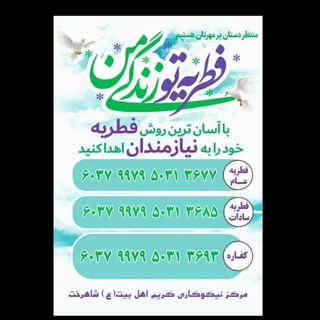 منتظر دستان پر مهرتان هستیم
فطریه تو زندگی من
با آسان ترین روش فطریه
خود را به نیازمندان اهدا کنید
فطریه عام
۶۰۳۷ ۹۹۷۹ ۵۰۳۱ ۳۶۷۷
فطریه سادات
۶۰۳۷ ۹۹۷۹ ۵۰۳۱ ۳۶۸۵
کفاره
۶۰۳۷ ۹۹۷۹ ۵۰۳۱ ۳۶۹۳
مرکز نیکوکاری کریم اهل بیت(ع) شاهرخت